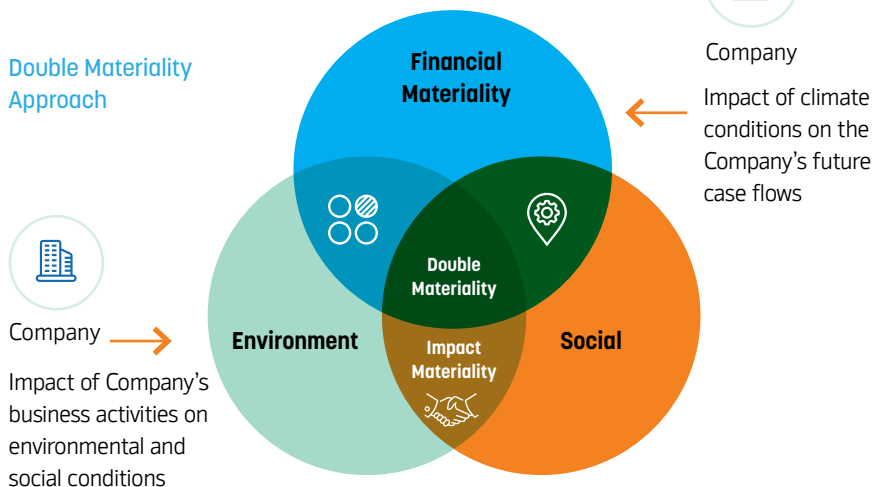 Double Materiality
Approach
Financial
Materiality
Company
Impact of climate
conditions on the
Company's future
case flows
Double
Materiality
Company
Environment
Impact
Materiality
Social
Impact of Company's
business activities on
environmental and
social conditions